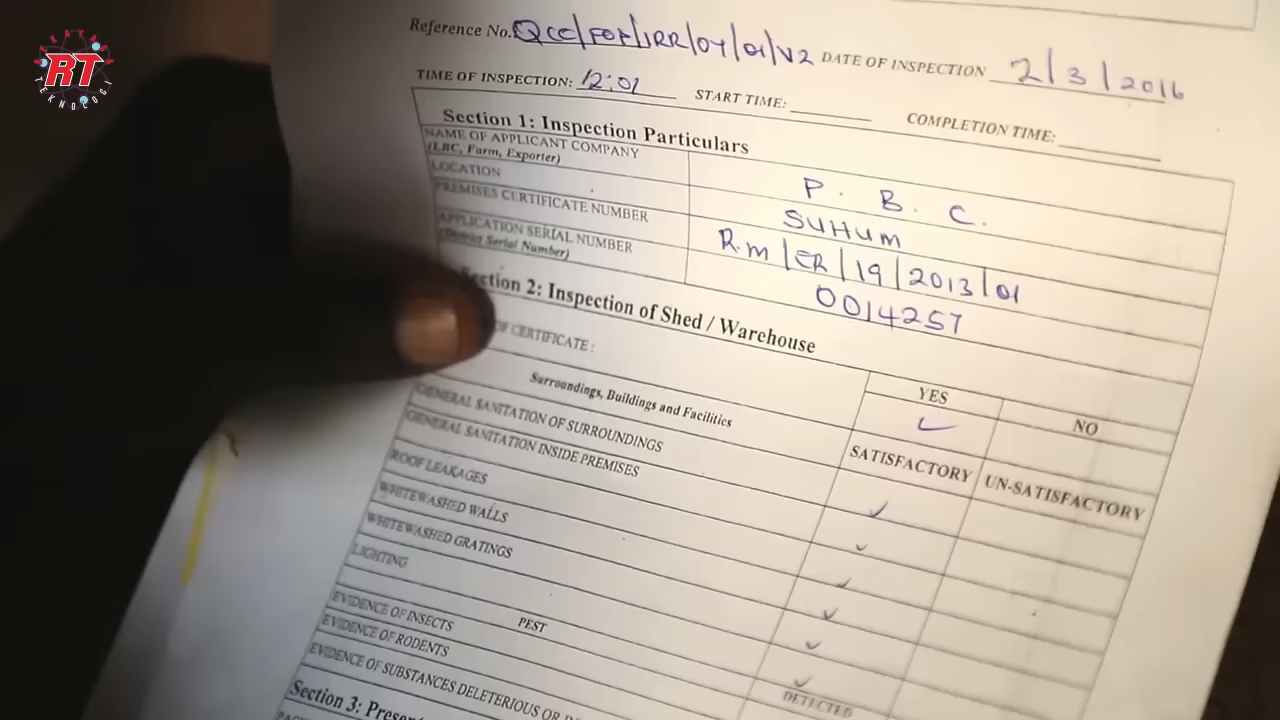 RT
TEKNOLOGI
Reference No. QCC/FOF/IRR/04/01/V2 DATE OF INSPECTION 2/3/2016
TIME OF INSPECTION: 12:01 START TIME: COMPLETION TIME:
Section 1: Inspection Particulars
NAME OF APPLICANT COMPANY P. B. C.
(LBC, Farm, Exporter)
LOCATION SUHUM
PREMISES CERTIFICATE NUMBER R.M/ER/19/2013/01
APPLICATION SERIAL NUMBER 0014257
(District Serial Number)
Section 2: Inspection of Shed / Warehouse
OF CERTIFICATE :
YES NO
Surroundings, Buildings and Facilities
SATISFACTORY UN-SATISFACTORY
GENERAL SANITATION OF SURROUNDINGS
GENERAL SANITATION INSIDE PREMISES
ROOF LEAKAGES
WHITEWASHED WALLS
WHITEWASHED GRATINGS
LIGHTING
PEST
DETECTED
EVIDENCE OF INSECTS
EVIDENCE OF RODENTS
EVIDENCE OF SUBSTANCES DELETERIOUS OR
Section 3: